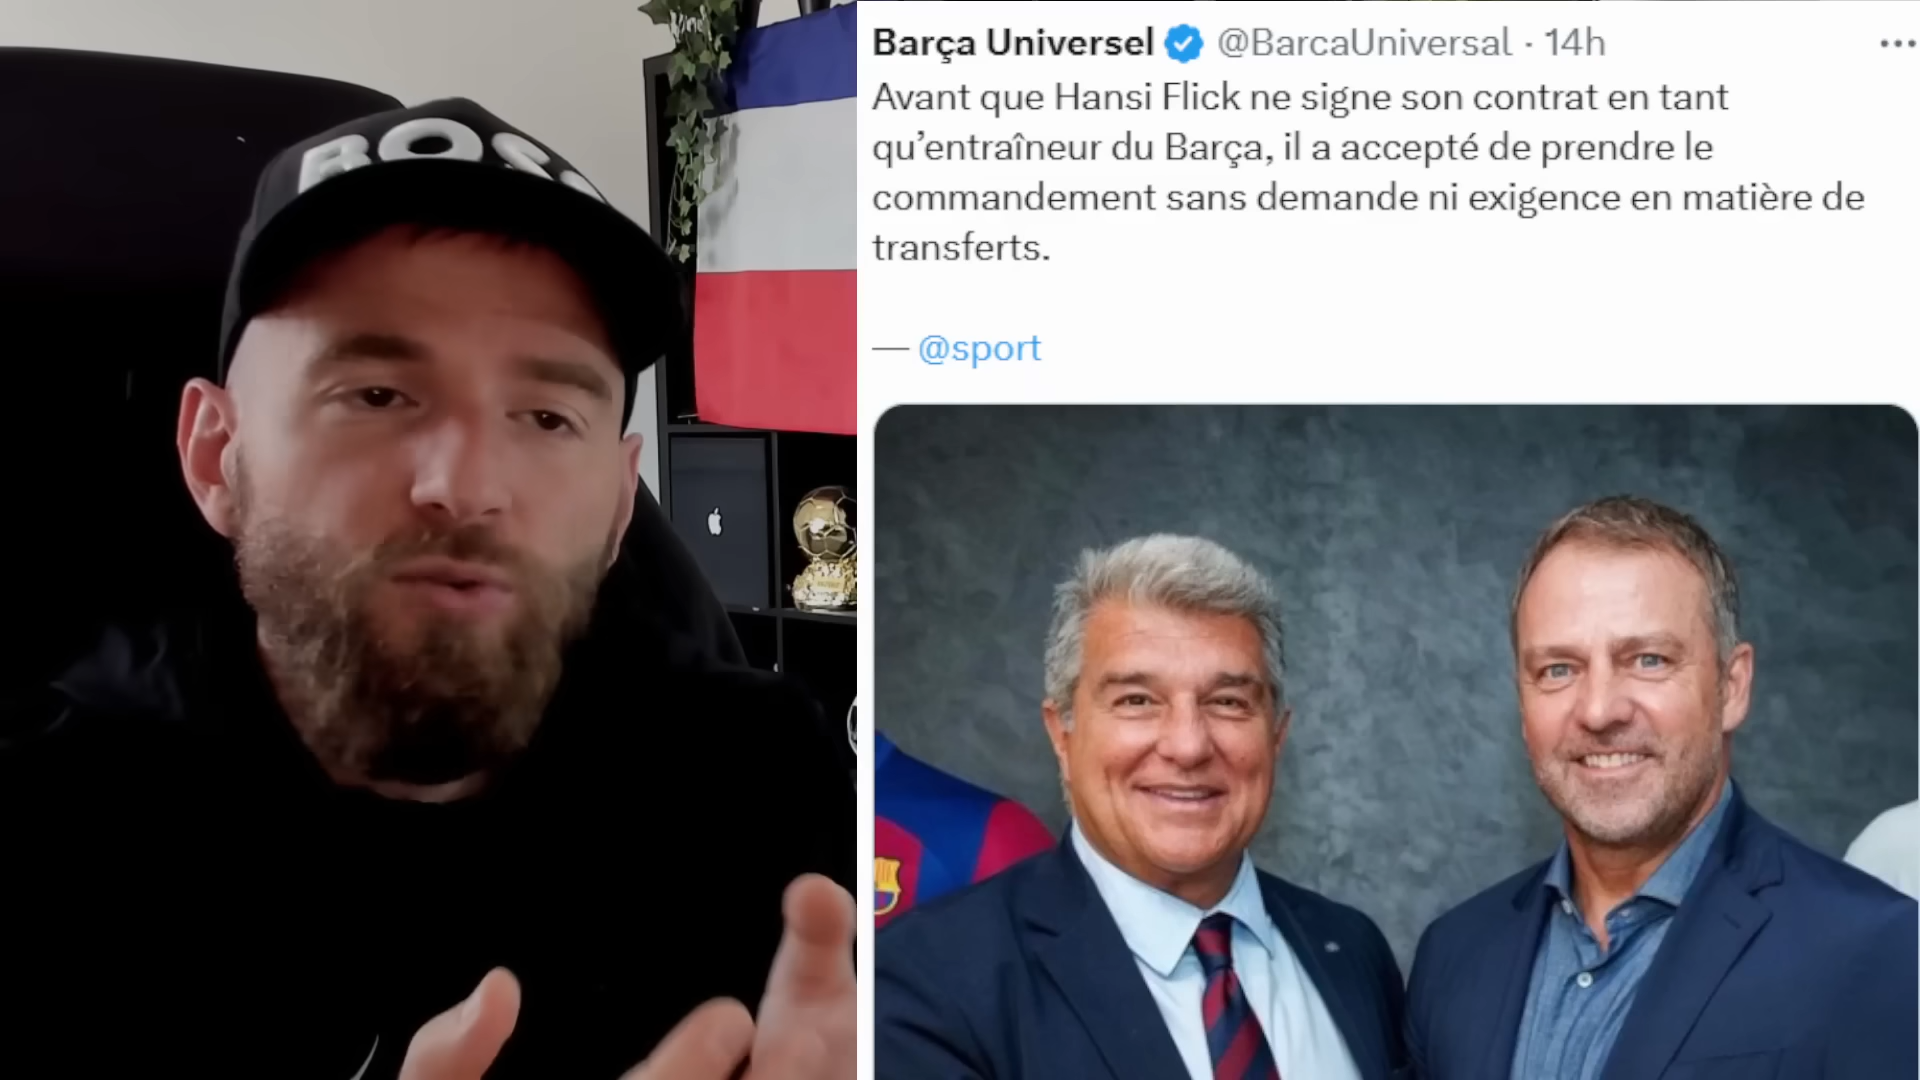 BOSS
Barça Universel @BarcaUniversal · 14h
Avant que Hansi Flick ne signe son contrat en tant
qu’entraîneur du Barça, il a accepté de prendre le
commandement sans demande ni exigence en matière de
transferts.
— @sport